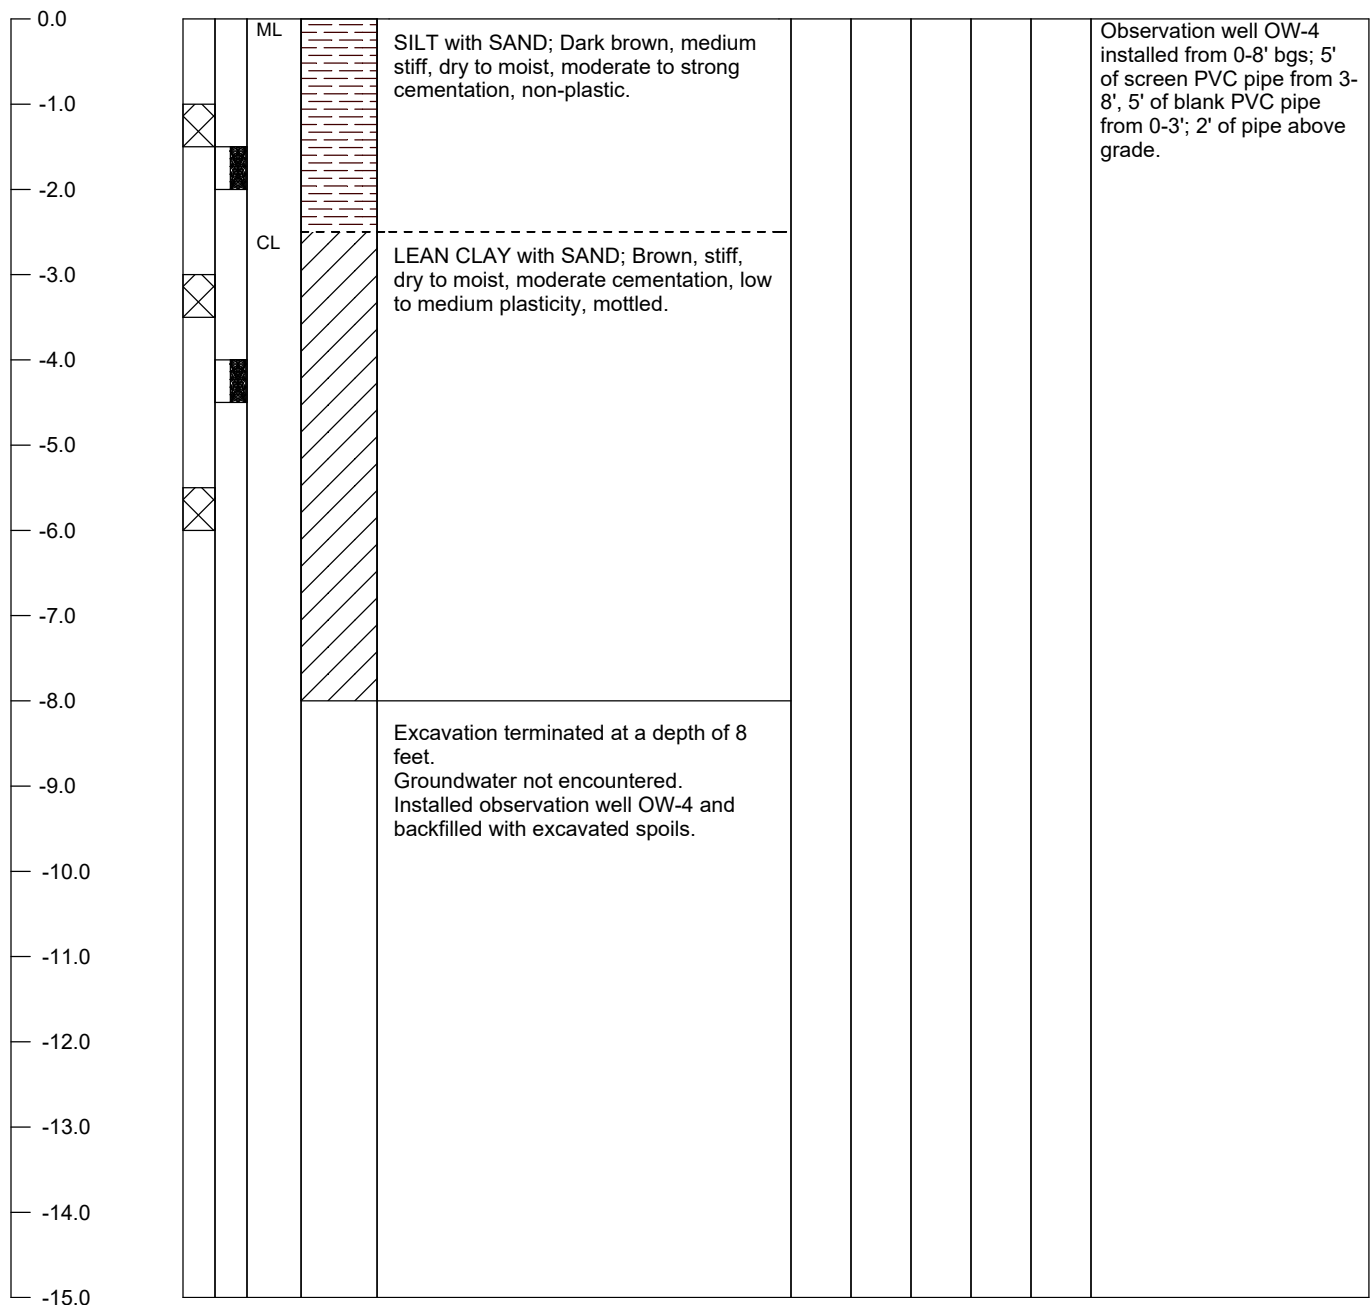 0.0
-1.0
-2.0
-3.0
-4.0
-5.0
-6.0
-7.0
-8.0
-9.0
-10.0
-11.0
-12.0
-13.0
-14.0
-15.0
ML
CL
SILT with SAND; Dark brown, medium
stiff, dry to moist, moderate to strong
cementation, non-plastic.
LEAN CLAY with SAND; Brown, stiff,
dry to moist, moderate cementation, low
to medium plasticity, mottled.
Excavation terminated at a depth of 8
feet.
Groundwater not encountered.
Installed observation well OW-4 and
backfilled with excavated spoils.
Observation well OW-4
installed from 0-8' bgs; 5'
of screen PVC pipe from 3-
8', 5' of blank PVC pipe
from 0-3'; 2' of pipe above
grade.